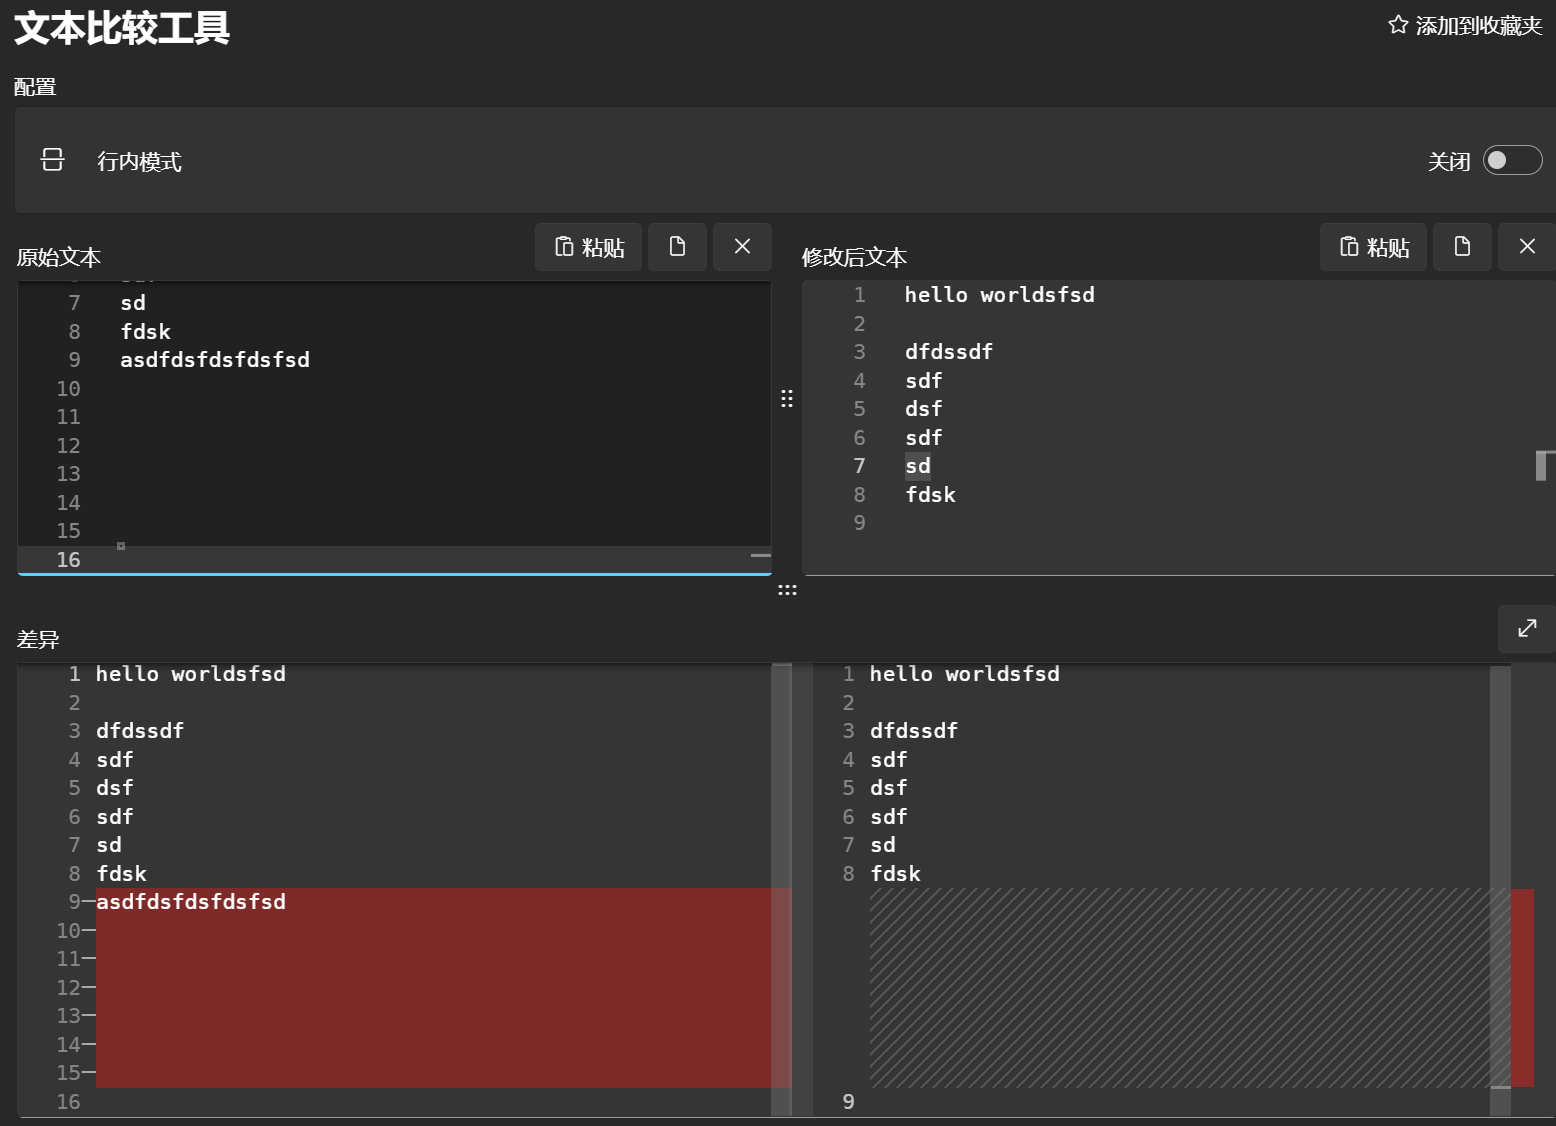 文本比较工具
添加到收藏夹
配置
行内模式
关闭
原始文本
粘贴
7 sd
8 fdsk
9 asdfdsfdsfdsfsd
10
11
12
13
14
15
16
修改后文本
粘贴
1 hello worldsfsd
2
3 dfdssdf
4 sdf
5 dsf
6 sdf
7 sd
8 fdsk
9
差异
1 hello worldsfsd
2
3 dfdssdf
4 sdf
5 dsf
6 sdf
7 sd
8 fdsk
9 asdfdsfdsfdsfsd
10
11
12
13
14
15
16
1 hello worldsfsd
2
3 dfdssdf
4 sdf
5 dsf
6 sdf
7 sd
8 fdsk
9